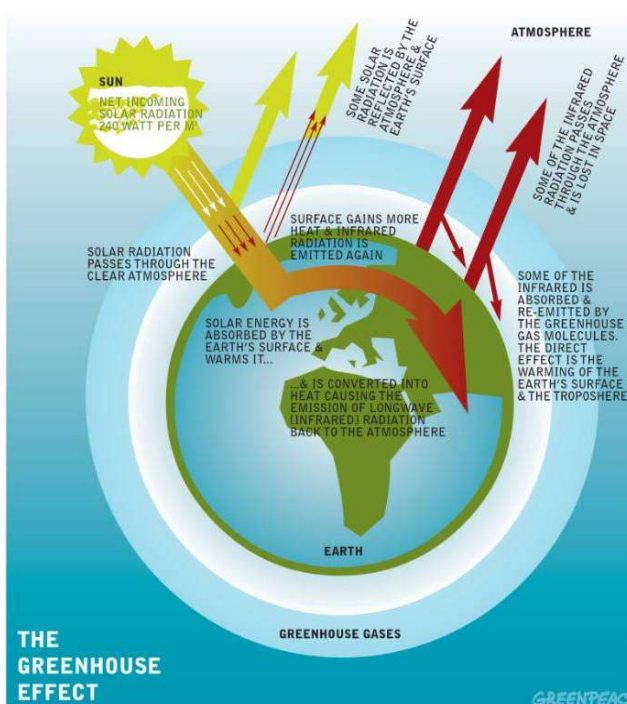 ATMOSPHERE
SUN
NET INCOMING
SOLAR RADIATION
240 WATT PER M²
SOME SOLAR
RADIATION IS
REFLECTED BY THE
ATMOSPHERE &
EARTH'S SURFACE
SOME OF THE INFRARED
RADIATION PASSES
THROUGH THE ATMOSPHERE
& IS LOST IN SPACE
SOLAR RADIATION
PASSES THROUGH THE
CLEAR ATMOSPHERE
SURFACE GAINS MORE
HEAT & INFRARED
RADIATION IS
EMITTED AGAIN
SOME OF THE
INFRARED IS
ABSORBED &
RE-EMITTED BY
THE GREENHOUSE
GAS MOLECULES.
THE DIRECT
EFFECT IS THE
WARMING OF THE
EARTH'S SURFACE
& THE TROPOSHERE
SOLAR ENERGY IS
ABSORBED BY THE
EARTH'S SURFACE &
WARMS IT...
...& IS CONVERTED INTO
HEAT CAUSING THE
EMISSION OF LONGWAVE
[INFRARED] RADIATION
BACK TO THE ATMOSPHERE
EARTH
GREENHOUSE GASES
THE
GREENHOUSE
EFFECT
GREENPEAC